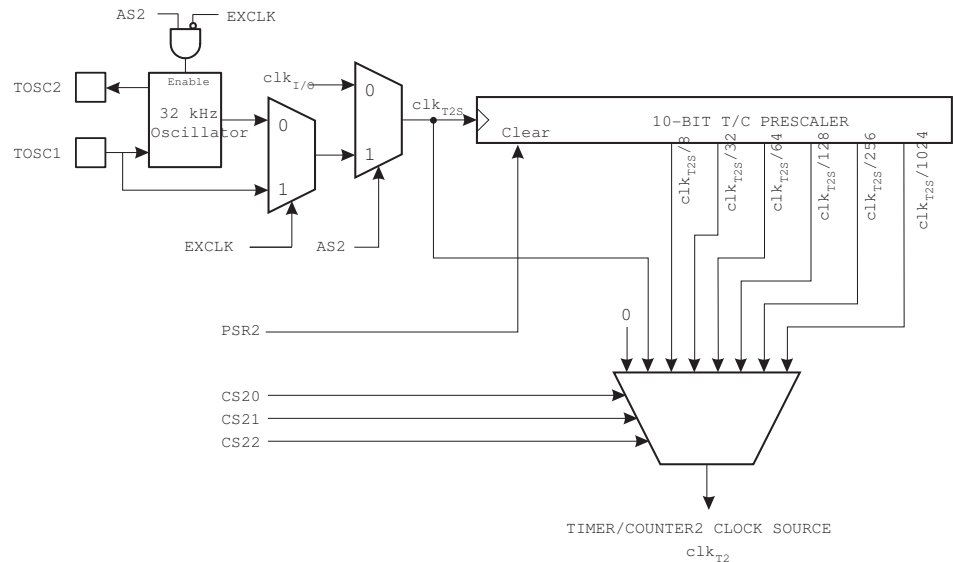 AS2
EXCLK
TOSC2
TOSC1
Enable
32 kHz
Oscillator
0
1
EXCLK
clkI/O
0
1
AS2
clkT2S
Clear
10-BIT T/C PRESCALER
clkT2S/8
clkT2S/32
clkT2S/64
clkT2S/128
clkT2S/256
clkT2S/1024
PSR2
0
CS20
CS21
CS22
TIMER/COUNTER2 CLOCK SOURCE
clkT2